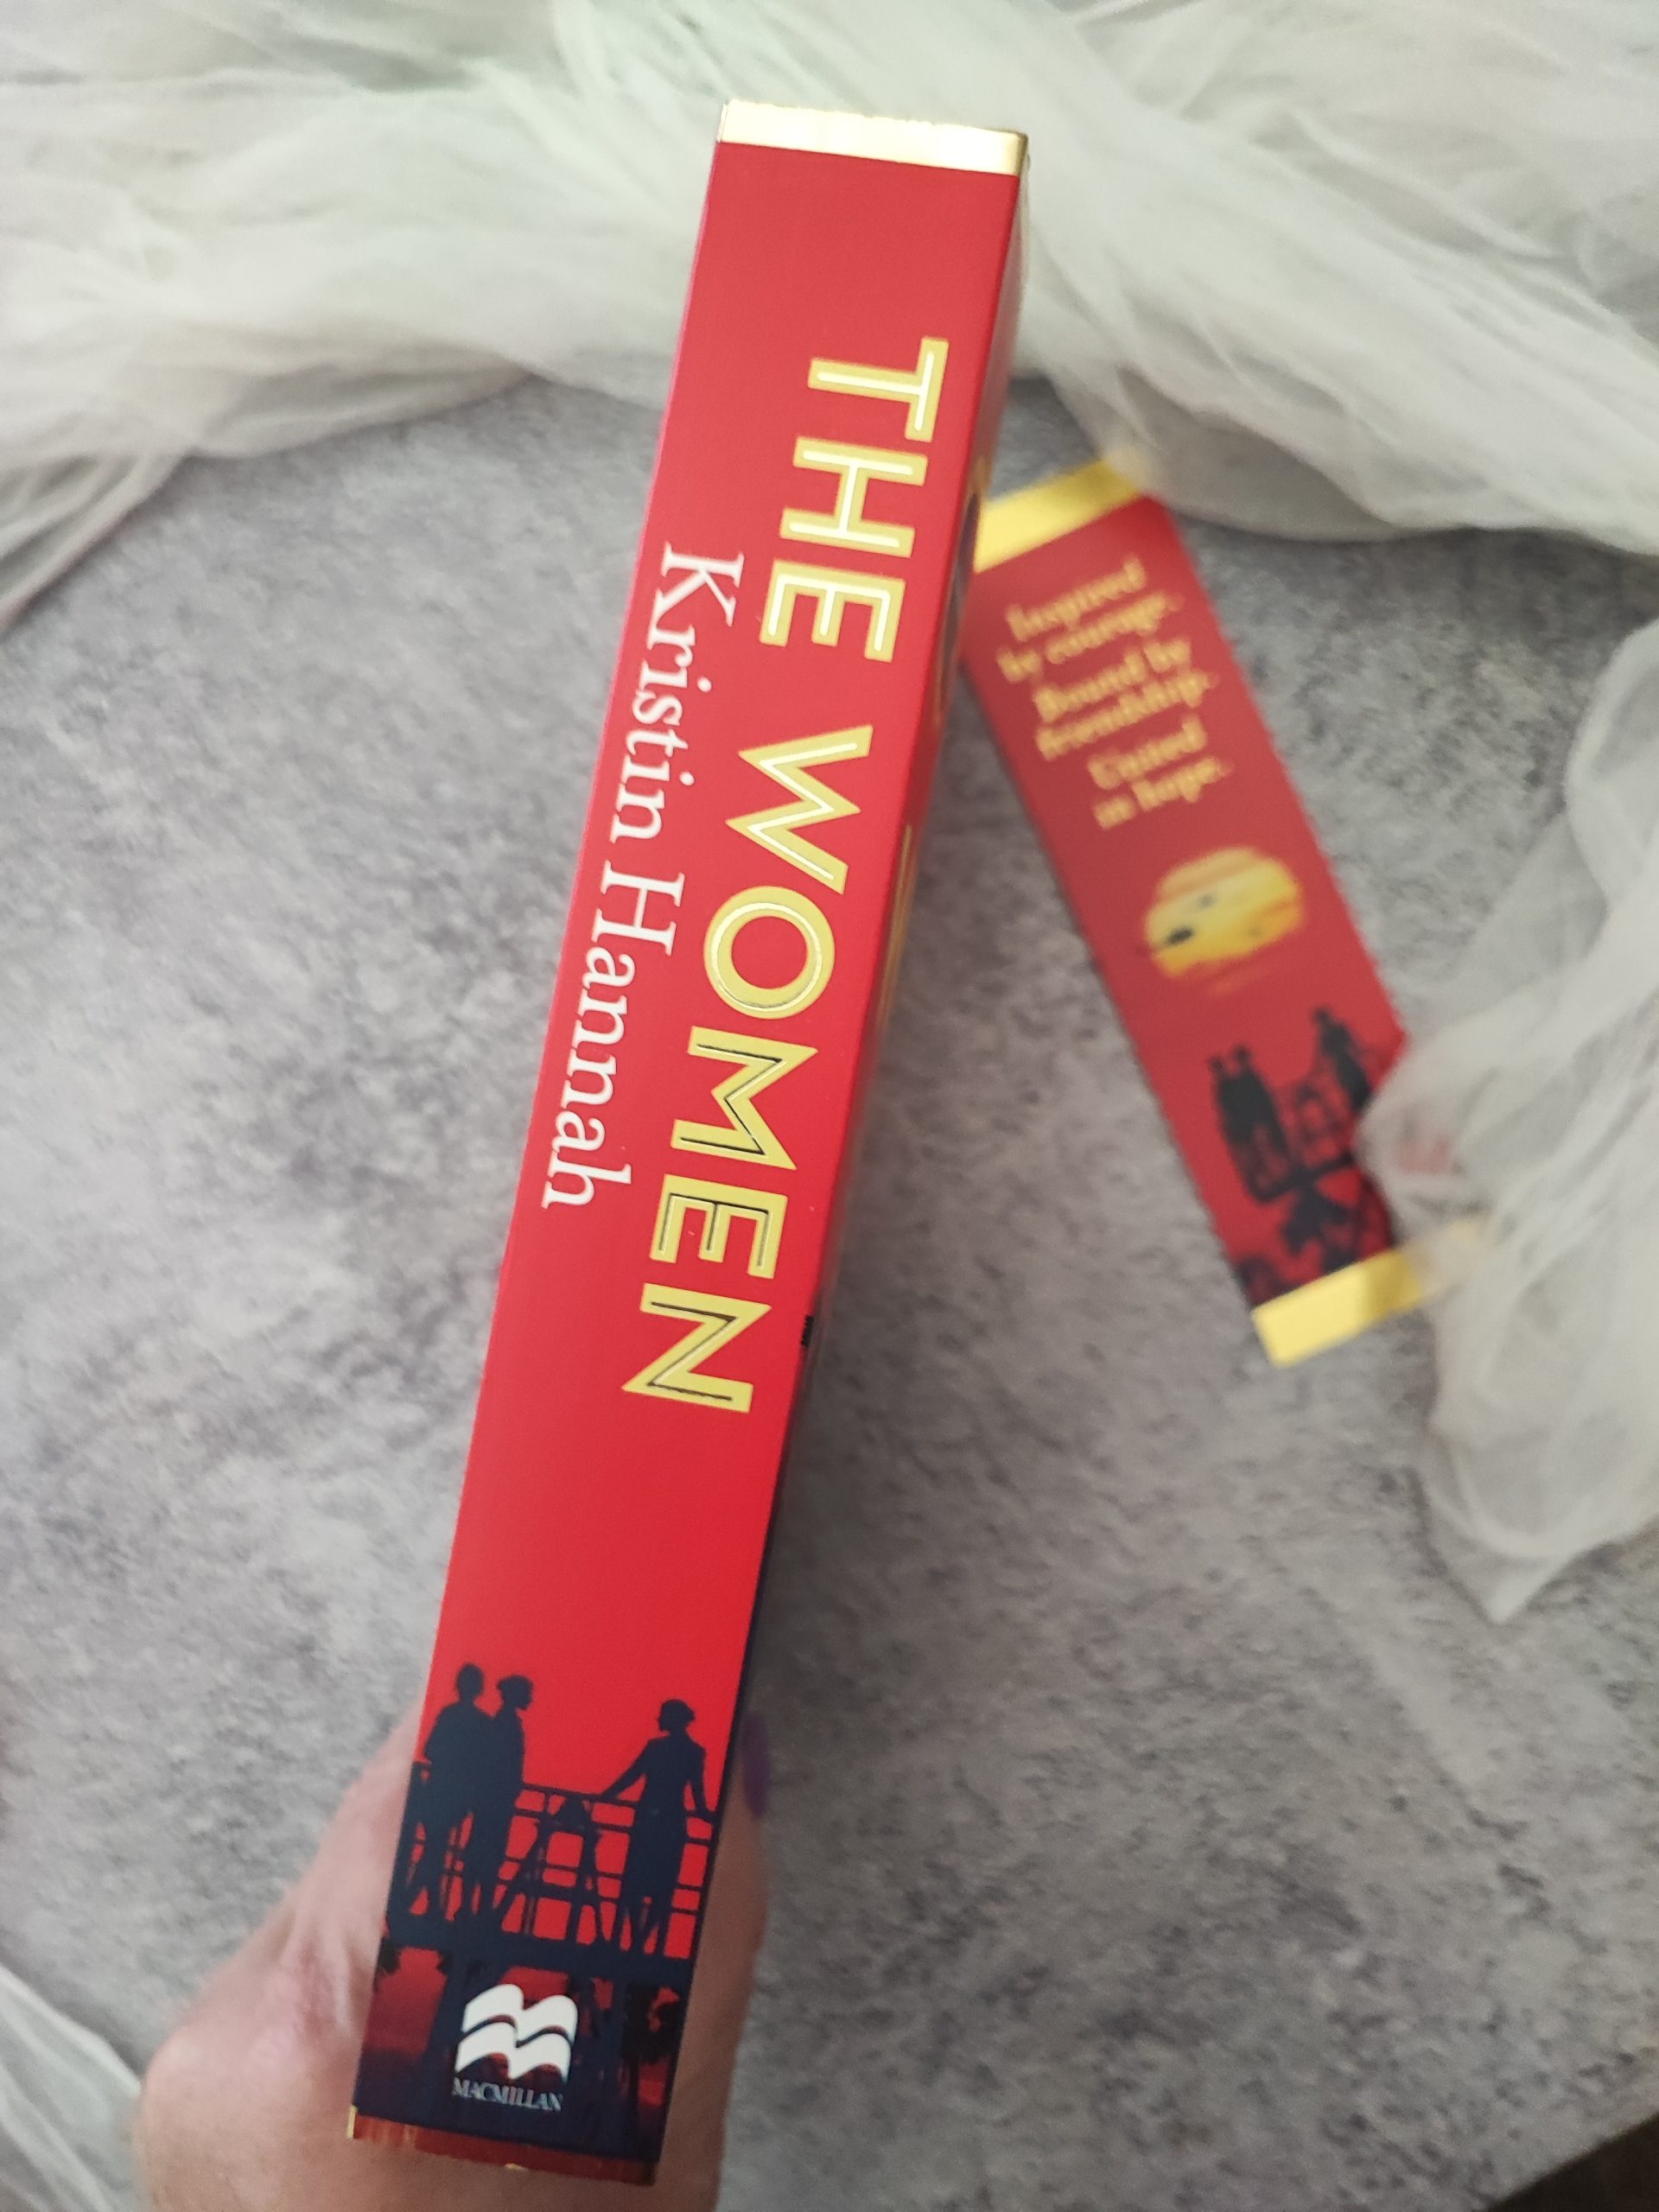 THE WOMEN
Kristin Hannah
MACMILLAN
Inspired
by courage.
Bound by
friendship.
United
in hope.